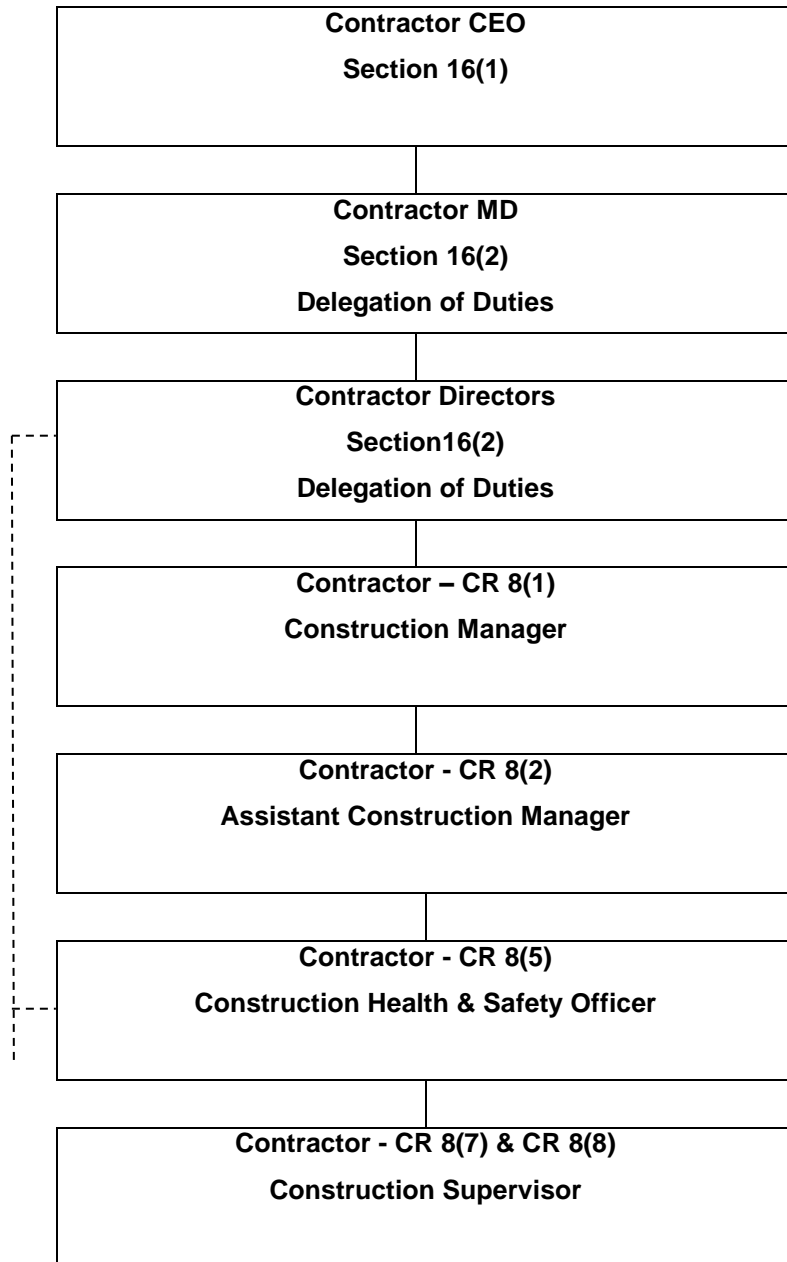 Contractor CEO
Section 16(1)
Contractor MD
Section 16(2)
Delegation of Duties
Contractor Directors
Section16(2)
Delegation of Duties
Contractor – CR 8(1)
Construction Manager
Contractor - CR 8(2)
Assistant Construction Manager
Contractor - CR 8(5)
Construction Health & Safety Officer
Contractor - CR 8(7) & CR 8(8)
Construction Supervisor